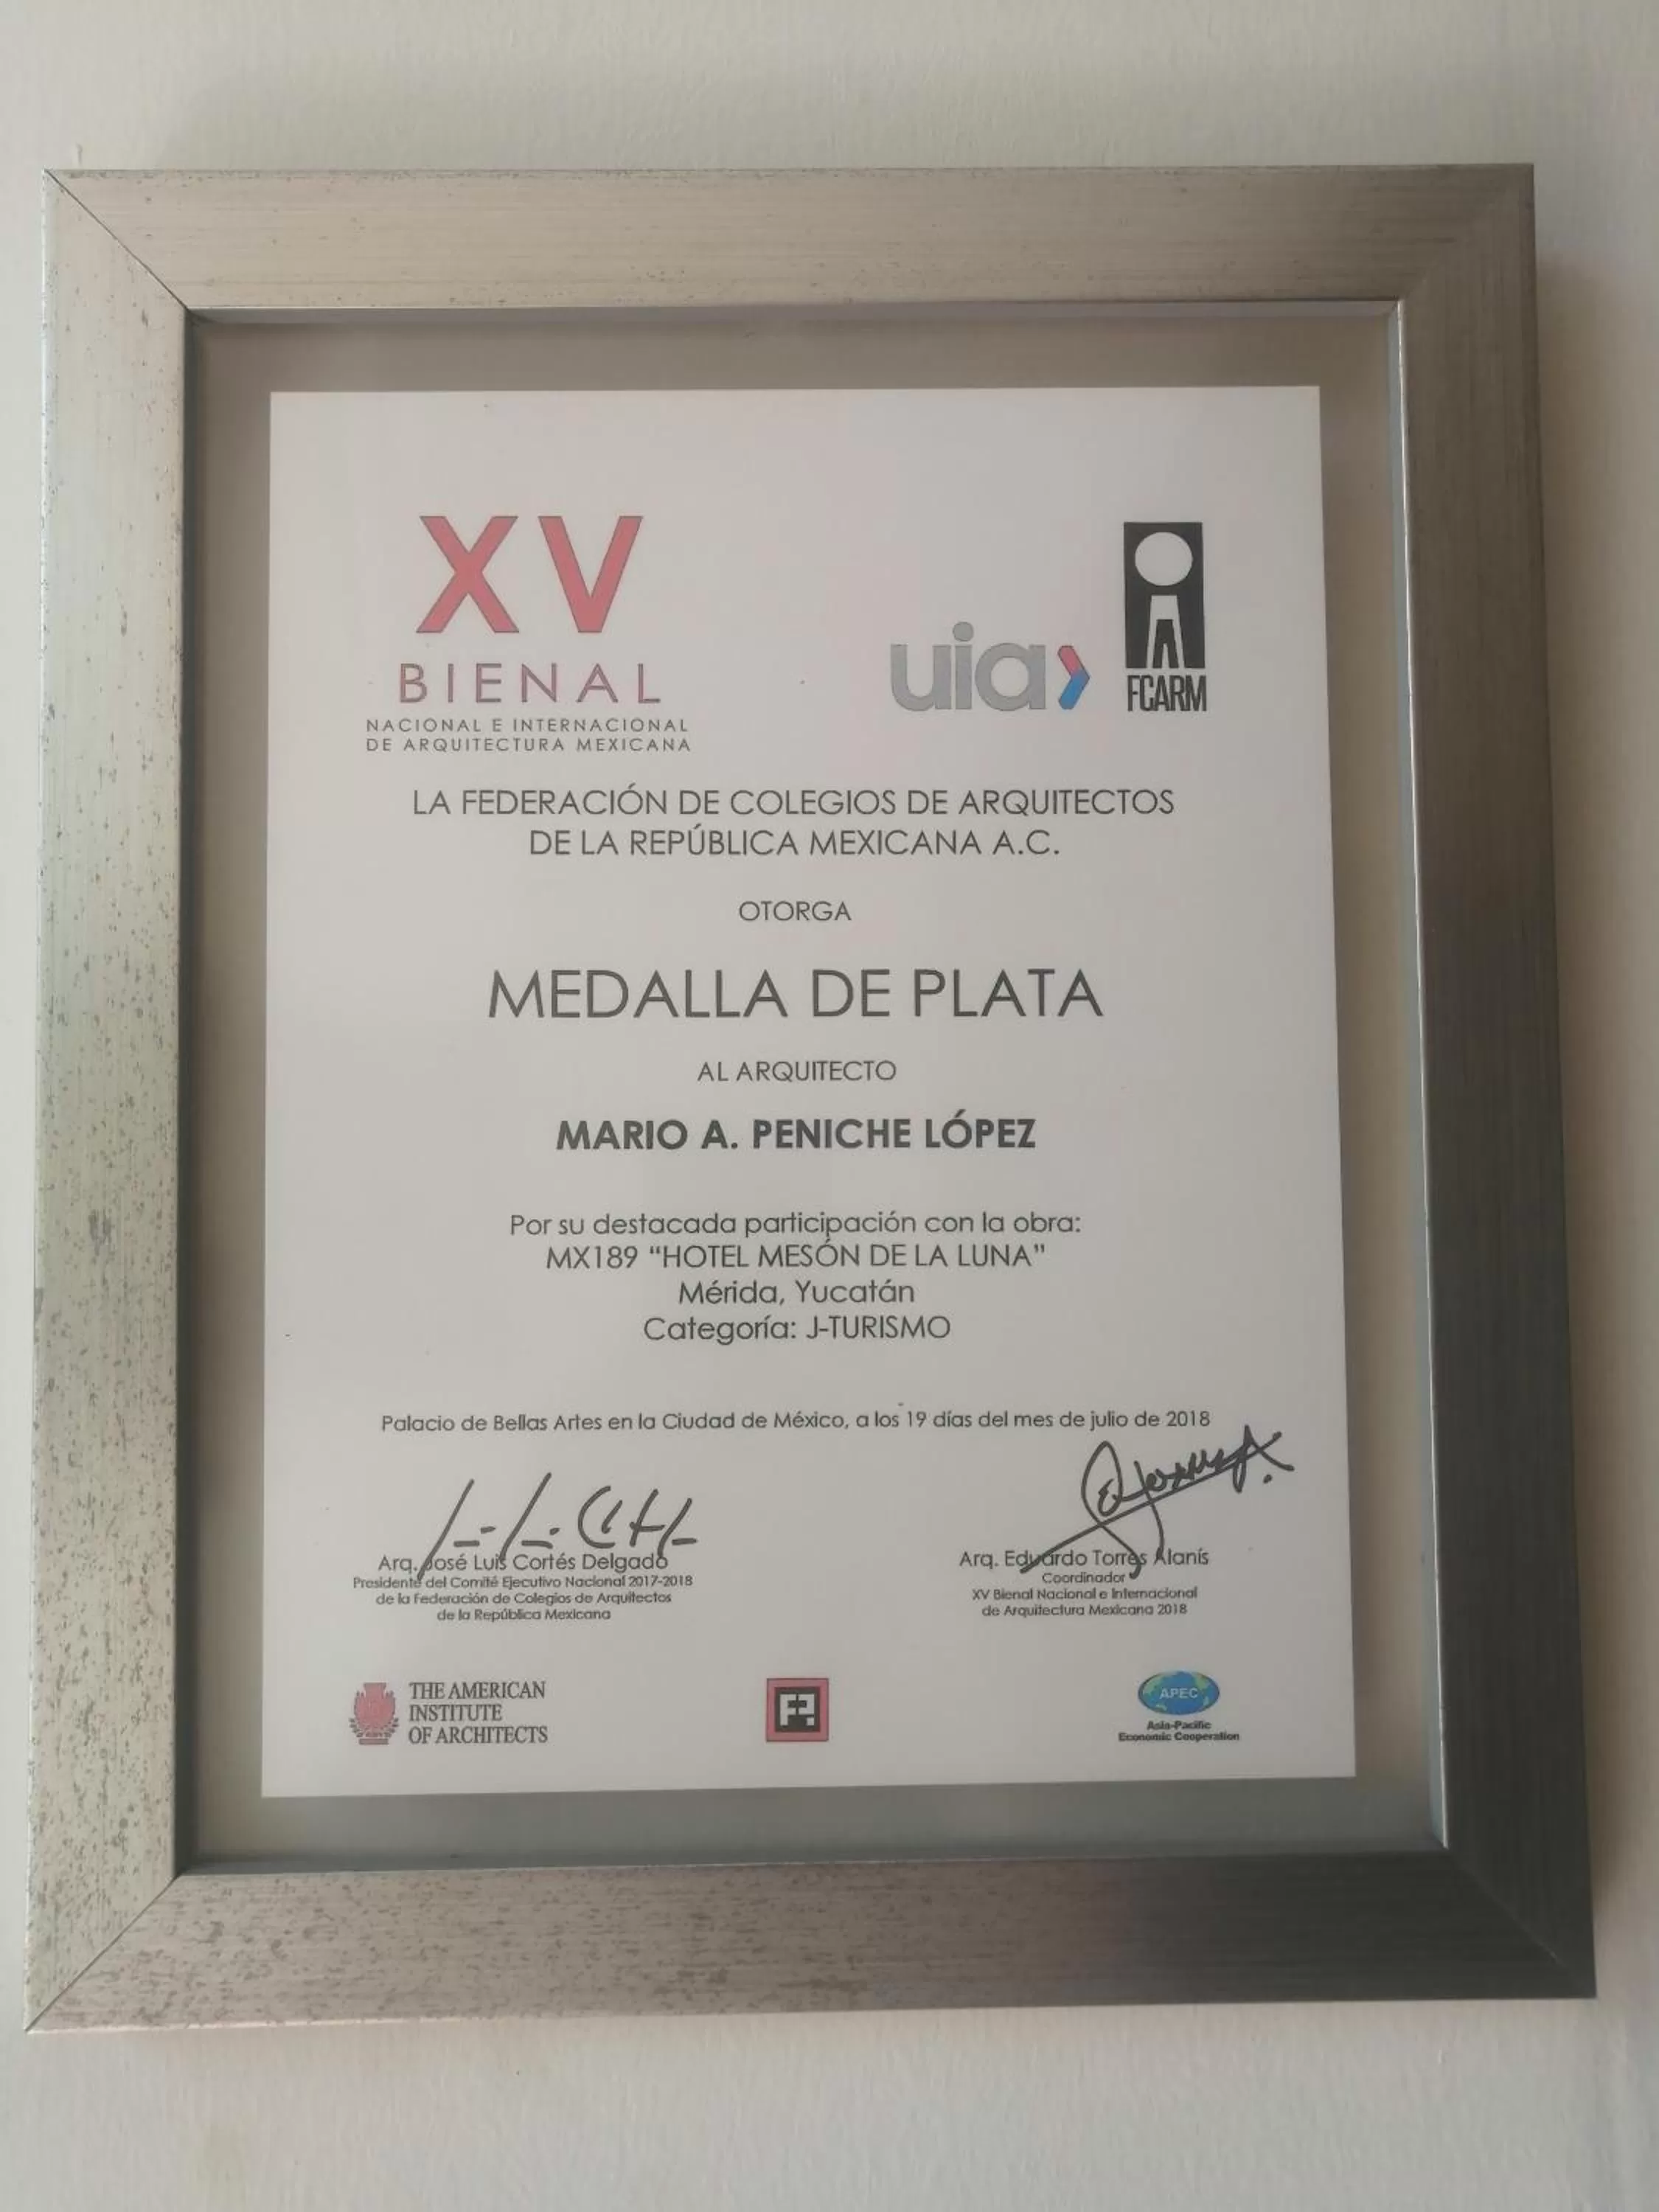 XV
BIENAL
NACIONAL E INTERNACIONAL
DE ARQUITECTURA MEXICANA
uia
FCARM
LA FEDERACIÓN DE COLEGIOS DE ARQUITECTOS
DE LA REPÚBLICA MEXICANA A.C.
OTORGA
MEDALLA DE PLATA
AL ARQUITECTO
MARIO A. PENICHE LÓPEZ
Por su destacada participación con la obra:
MX189 “HOTEL MESÓN DE LA LUNA”
Mérida, Yucatán
Categoría: J-TURISMO
Palacio de Bellas Artes en la Ciudad de México, a los 19 días del mes de julio de 2018
Arq. José Luis Cortés Delgado
Presidente del Comité Ejecutivo Nacional 2017-2018
de la Federación de Colegios de Arquitectos
de la República Mexicana
Arq. Eduardo Torres Alanís
Coordinador
XV Bienal Nacional e Internacional
de Arquitectura Mexicana 2018
THE AMERICAN
INSTITUTE
OF ARCHITECTS
APEC
Asia-Pacific
Economic Cooperation